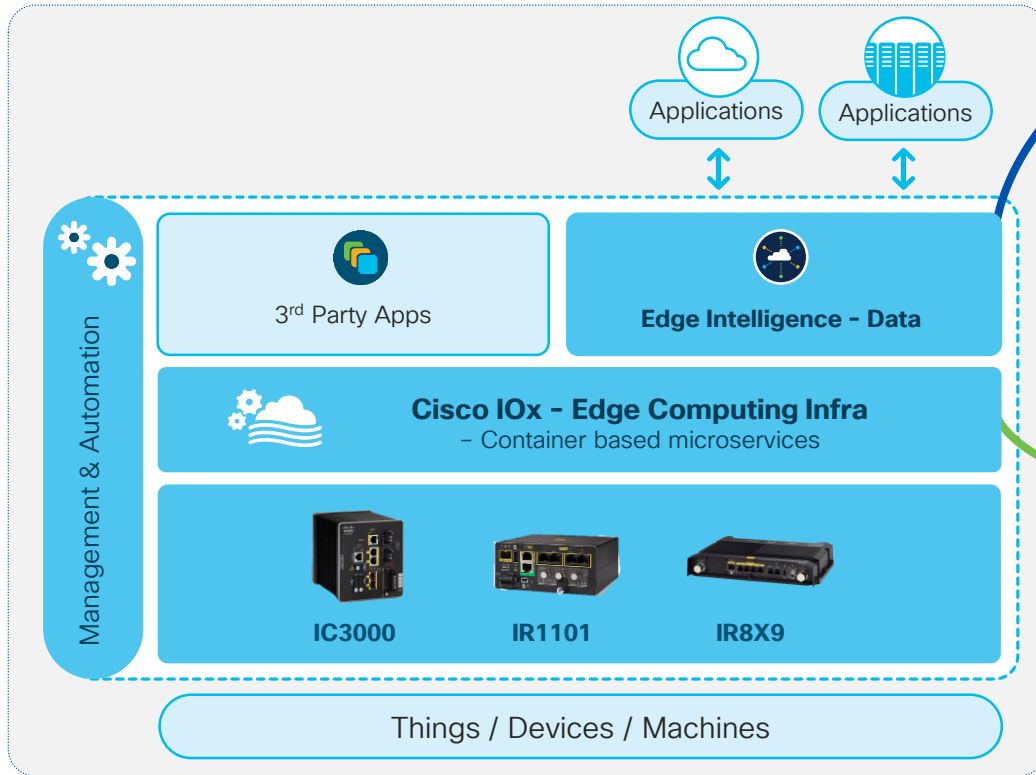 Applications
Applications
Management & Automation
3rd Party Apps
Edge Intelligence - Data
Cisco IOx - Edge Computing Infra
- Container based microservices
IC3000
IR1101
IR8X9
Things / Devices / Machines